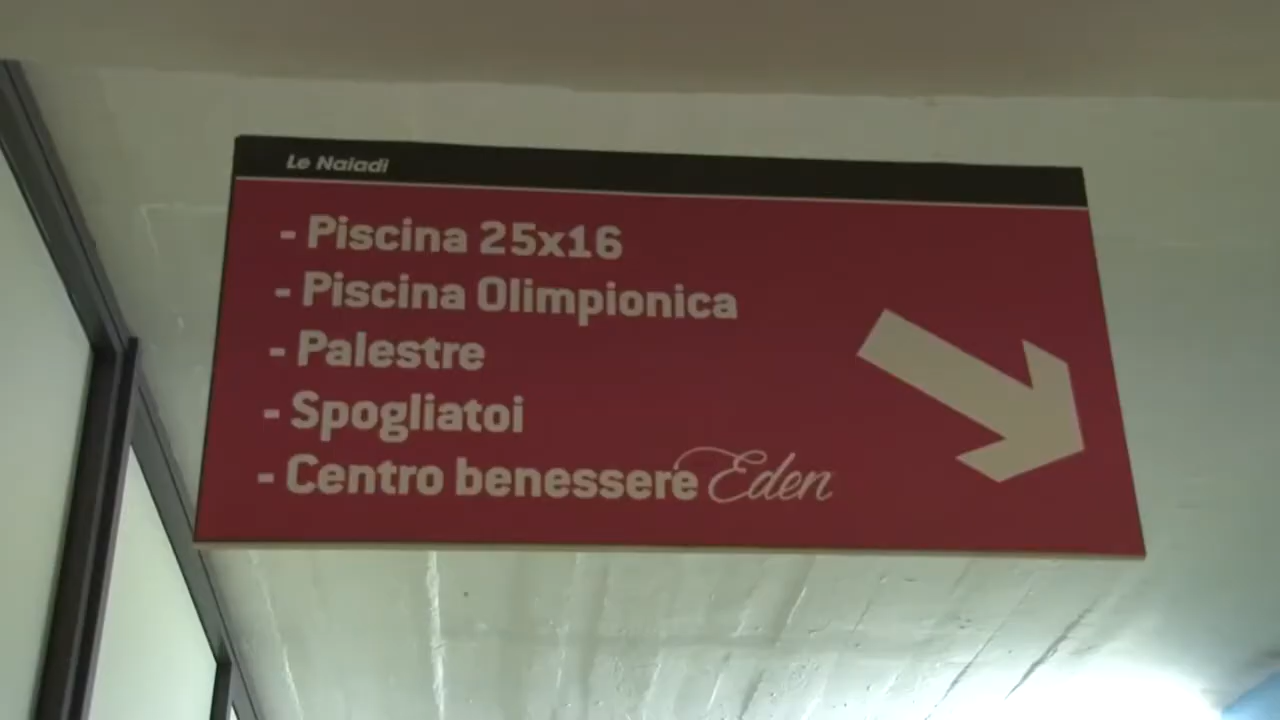 Le Naiadi
- Piscina 25x16
- Piscina Olimpionica
- Palestre
- Spogliatoi
- Centro benessere Eden